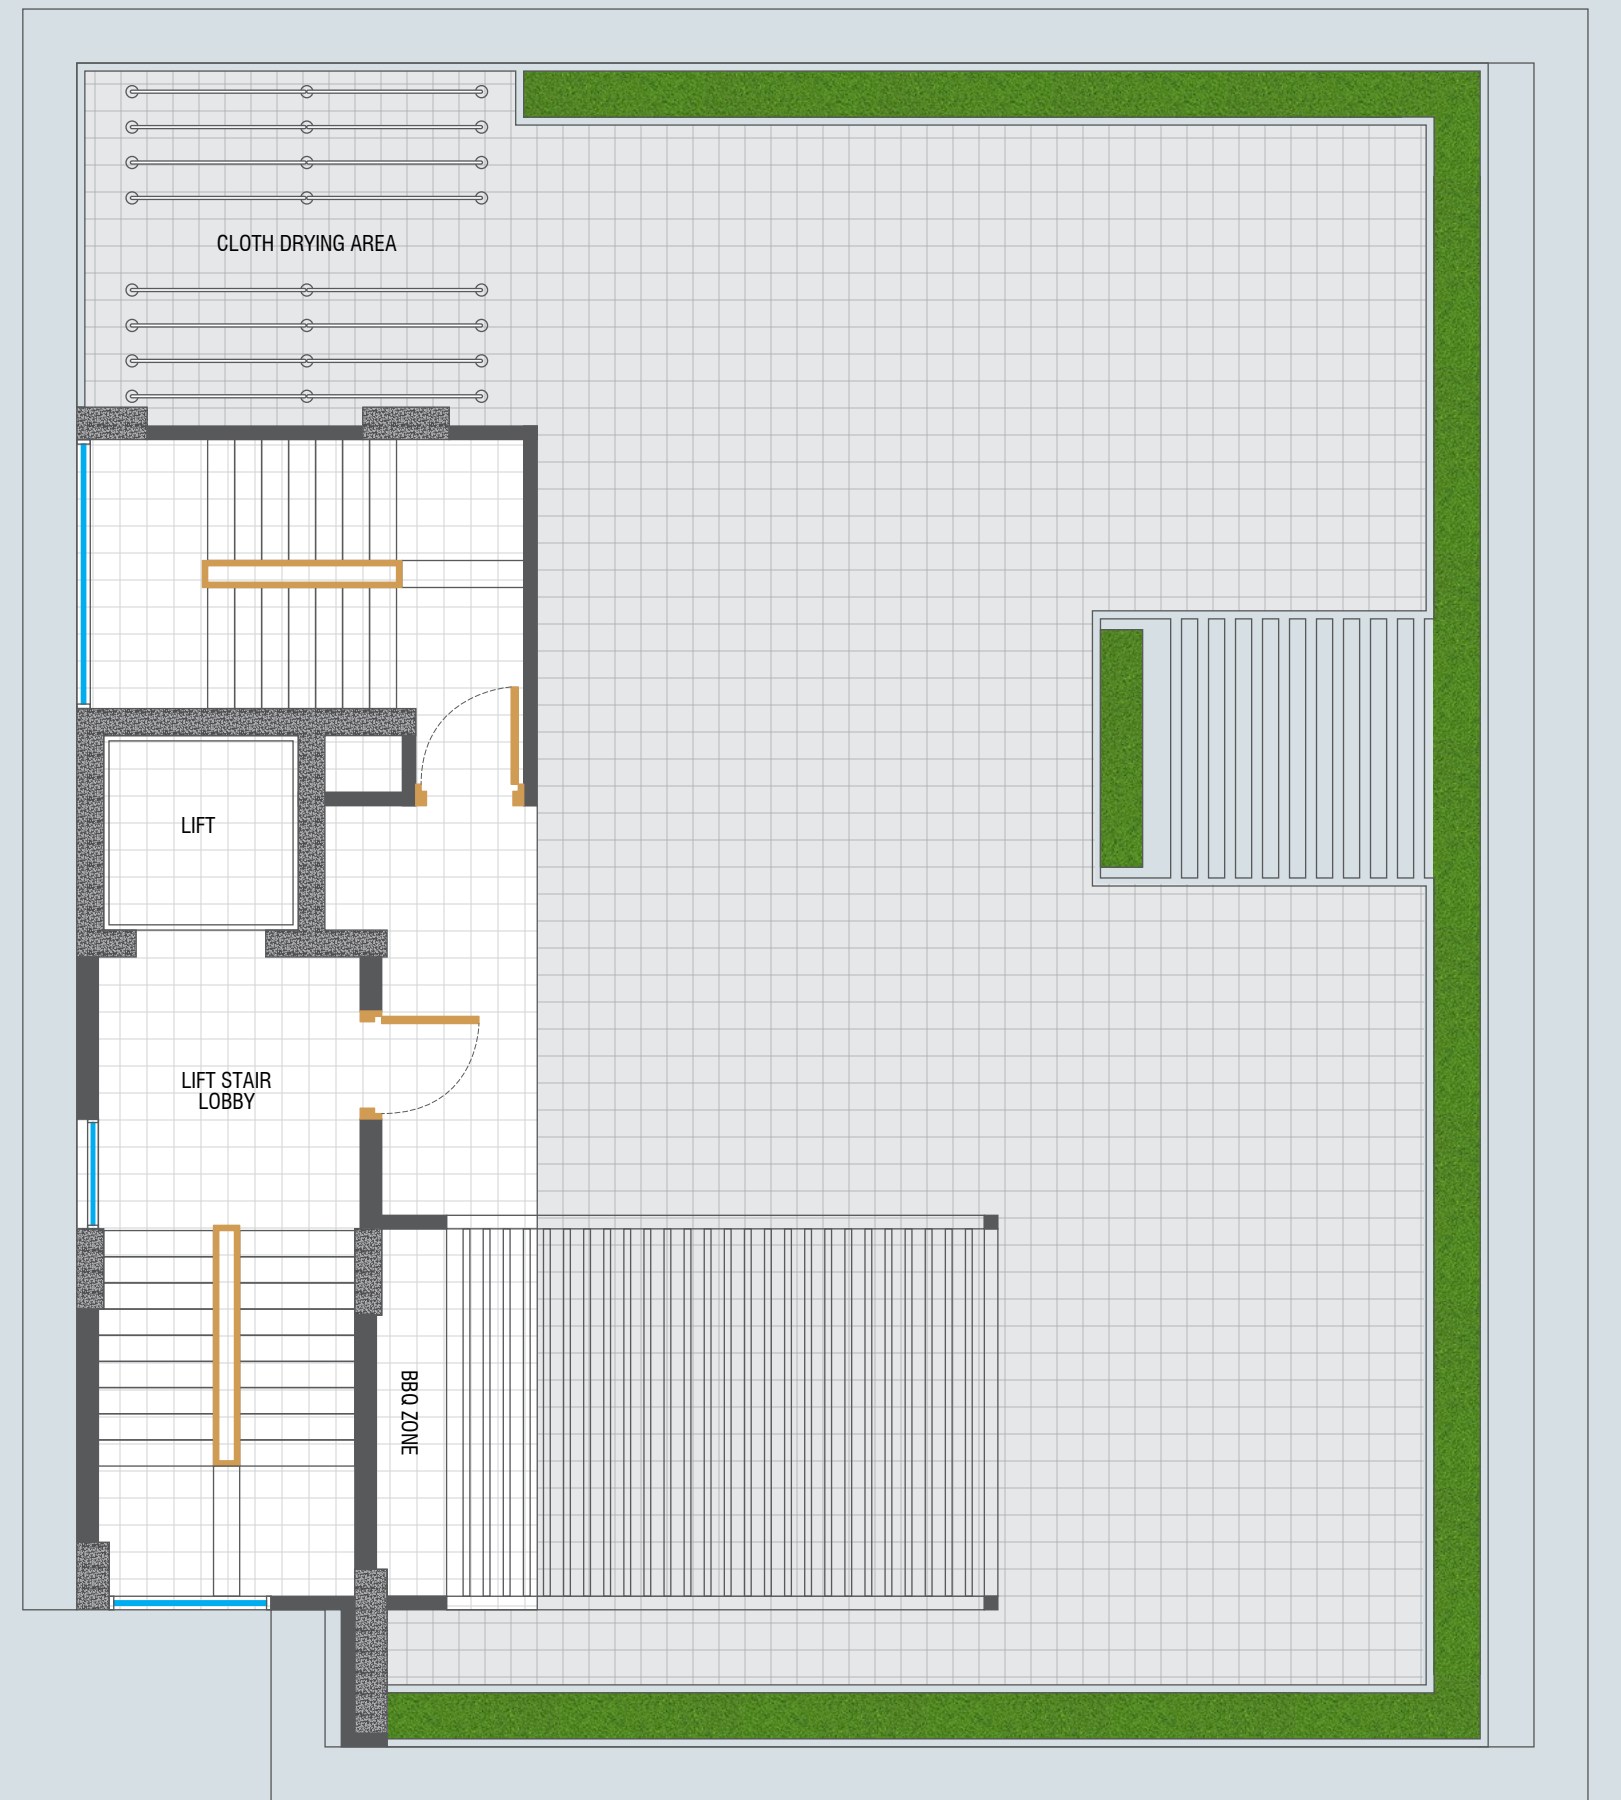 CLOTH DRYING AREA
LIFT
LIFT STAIR
LOBBY
BBQ ZONE